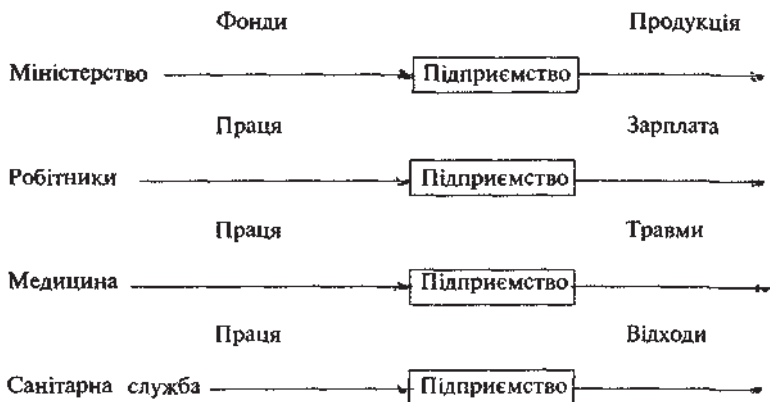 Фонди Продукція
Міністерство Підприємство
Праця Зарплата
Робітники Підприємство
Праця Травми
Медицина Підприємство
Праця Відходи
Санітарна служба Підприємство